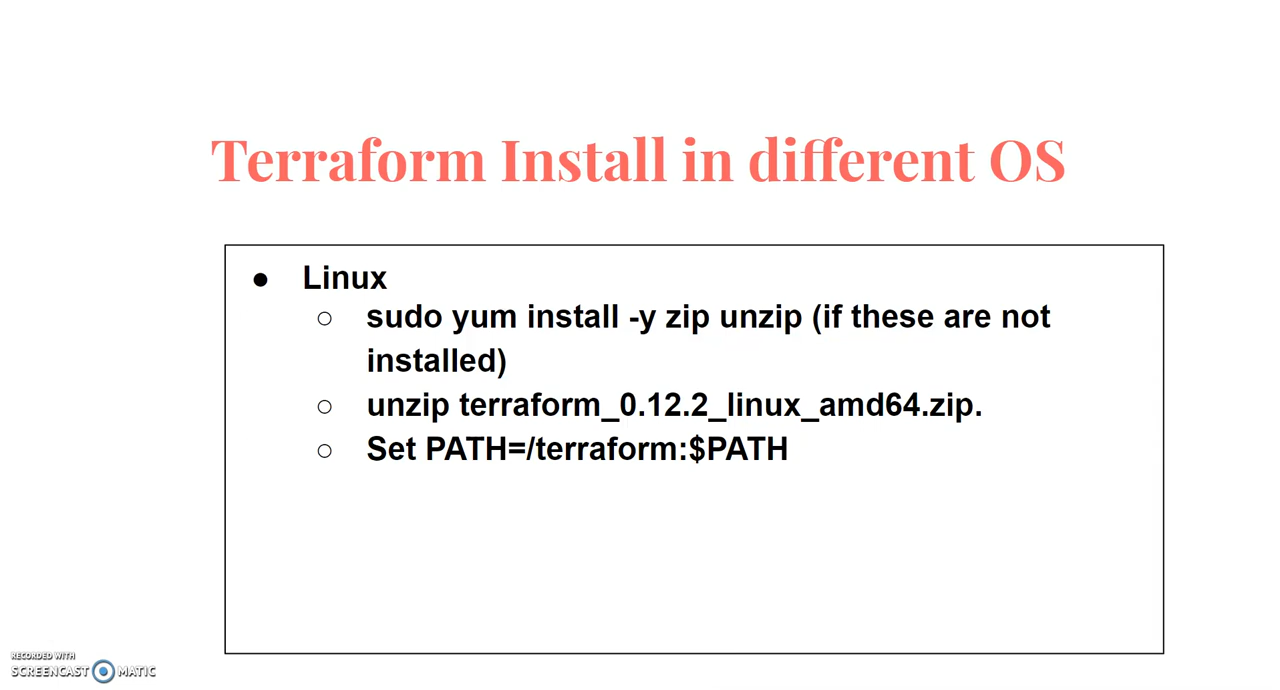 Terraform Install in different OS
● Linux
○ sudo yum install -y zip unzip (if these are not
installed)
○ unzip terraform_0.12.2_linux_amd64.zip.
○ Set PATH=/terraform:$PATH
RECORDED WITH
SCREENCAST MATIC